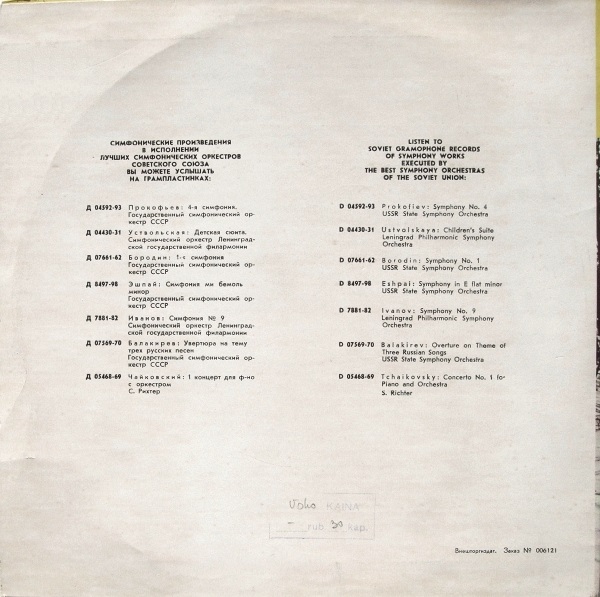 СИМФОНИЧЕСКИЕ ПРОИЗВЕДЕНИЯ
В ИСПОЛНЕНИИ
ЛУЧШИХ СИМФОНИЧЕСКИХ ОРКЕСТРОВ
СОВЕТСКОГО СОЮЗА
ВЫ МОЖЕТЕ УСЛЫШАТЬ
НА ГРАМПЛАСТИНКАХ:
Д 04592-93 Прокофьев: 4-я симфония.
Государственный симфонический ор-
кестр СССР
Д 04430-31 Уствольская: Детская сюита.
Симфонический оркестр Ленинград-
ской государственной филармонии
Д 07661-62 Бородин: 1-я симфония
Государственный симфонический ор-
кестр СССР
Д 8497-98 Эшпай: Симфония ми бемоль
минор
Государственный симфонический ор-
кестр СССР
Д 7881-82 Иванов: Симфония № 9
Симфонический оркестр Ленинград-
ской государственной филармонии
Д 07569-70 Балакирев: Увертюра на тему
трех русских песен
Государственный симфонический ор-
кестр СССР
Д 05468-69 Чайковский: 1 концерт для ф-но
с оркестром
С. Рихтер
LISTEN TO
SOVIET GRAMOPHONE RECORDS
OF SYMPHONY WORKS
EXECUTED BY
THE BEST SYMPHONY ORCHESTRAS
OF THE SOVIET UNION:
D 04592-93 Prokofiev: Symphony No. 4
USSR State Symphony Orchestra
D 04430-31 Ustvolskaya: Children's Suite
Leningrad Philharmonic Symphony
Orchestra
D 07661-62 Borodin: Symphony No. 1
USSR State Symphony Orchestra
D 8497-98 Eshpai: Symphony in E flat minor
USSR State Symphony Orchestra
D 7881-82 Ivanov: Symphony No. 9
Leningrad Philharmonic Symphony
Orchestra
D 07569-70 Balakirev: Overture on Theme of
Three Russian Songs
USSR State Symphony Orchestra
D 05468-69 Tchaikovsky: Concerto No. 1 for
Piano and Orchestra
S. Richter
KAINA
- rub 30 kap.
Внешторгиздат. Заказ № 006121